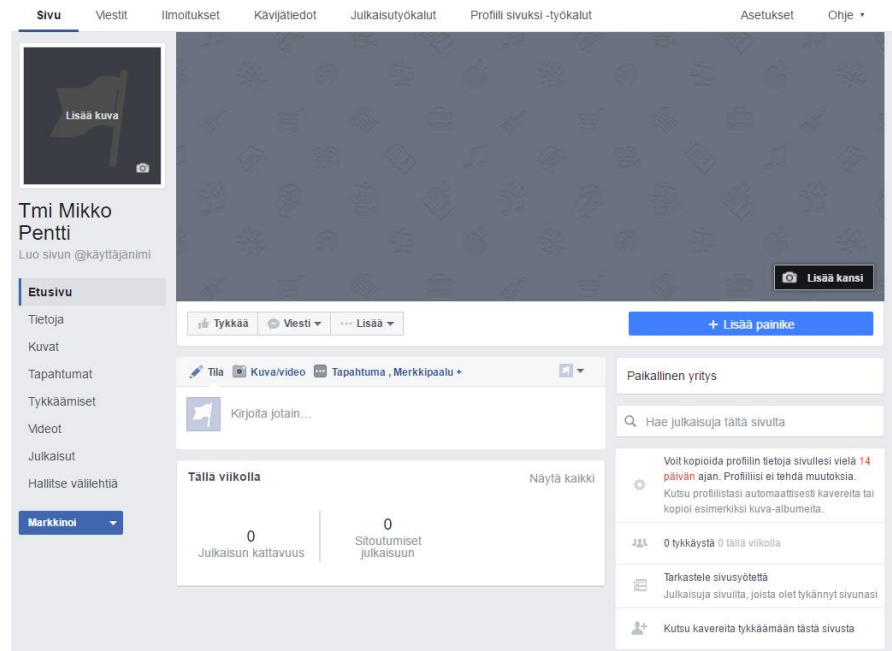 Sivu Viestit Ilmoitukset Kävijätiedot Julkaisutyökalut Profiili sivuksi -työkalut Asetukset Ohje
Lisää kuva
Tmi Mikko
Pentti
Luo sivun @käyttäjänimi
Etusivu
Tietoja
Kuvat
Tapahtumat
Tykkäämiset
Videot
Julkaisut
Hallitse välilehtiä
Markkinoi
Lisää kansi
Tykkää Viesti Lisää
+ Lisää painike
Tila Kuva/video Tapahtuma , Merkkipaalu +
Kirjoita jotain...
Tällä viikolla Näytä kaikki
0
Julkaisun kattavuus
0
Sitoutumiset
julkaisuun
Paikallinen yritys
Hae julkaisuja tältä sivulta
Voit kopioida profiilin tietoja sivullesi vielä 14
päivän ajan. Profiiliisi ei tehdä muutoksia.
Kutsu profiilistasi automaattisesti kavereita tai
kopioi esimerkiksi kuva-albumeita.
0 tykkäystä 0 tällä viikolla
Tarkastele sivusyötettä
Julkaisuja sivuilta, joista olet tykännyt sivunasi
Kutsu kavereita tykkäämään tästä sivusta